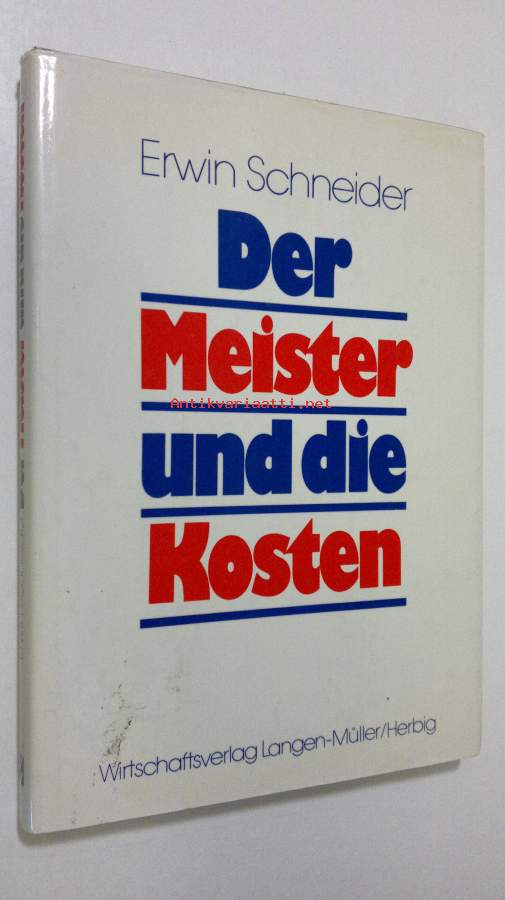 Erwin Schneider
Der
Meister
Antikvariaatti.net
und die
Kosten
Wirtschaftsverlag Langen-Müller/Herbig